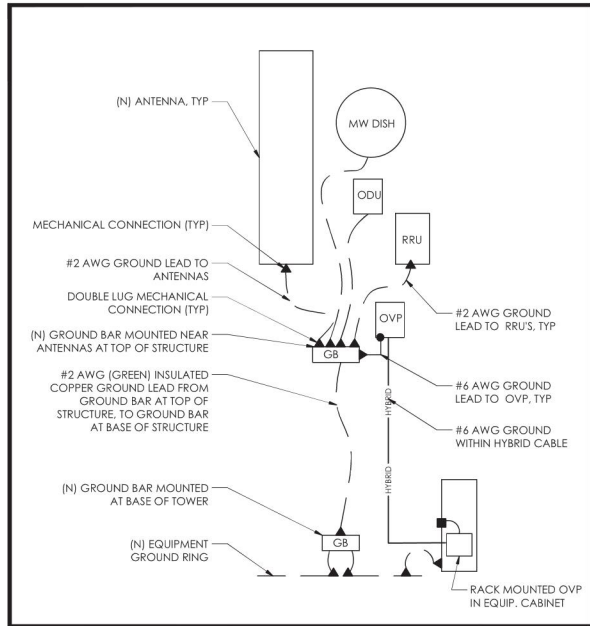 (N) ANTENNA, TYP
MW DISH
ODU
MECHANICAL CONNECTION (TYP)
RRU
#2 AWG GROUND LEAD TO
ANTENNAS
DOUBLE LUG MECHANICAL
CONNECTION (TYP)
#2 AWG GROUND
LEAD TO RRU'S, TYP
OVP
(N) GROUND BAR MOUNTED NEAR
ANTENNAS AT TOP OF STRUCTURE
GB
#2 AWG (GREEN) INSULATED
COPPER GROUND LEAD FROM
GROUND BAR AT TOP OF
STRUCTURE, TO GROUND BAR
AT BASE OF STRUCTURE
#6 AWG GROUND
LEAD TO OVP, TYP
HYBRID
#6 AWG GROUND
WITHIN HYBRID CABLE
HYBRID
(N) GROUND BAR MOUNTED
AT BASE OF TOWER
GB
(N) EQUIPMENT
GROUND RING
RACK MOUNTED OVP
IN EQUIP. CABINET